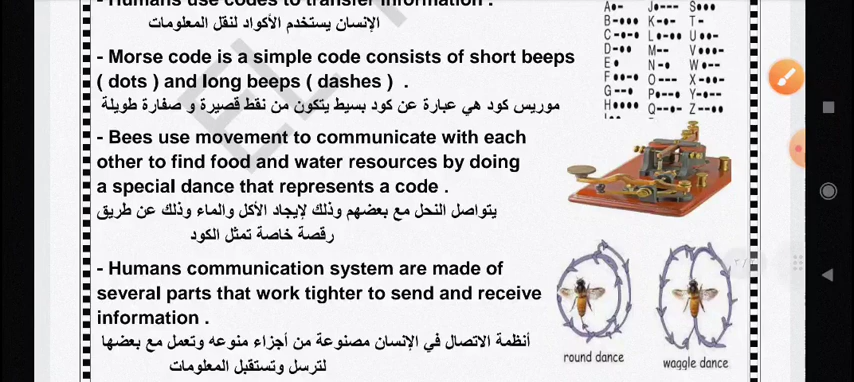 - Humans use codes to transfer information .
الإنسان يستخدم الأكواد لنقل المعلومات
- Morse code is a simple code consists of short beeps
( dots ) and long beeps ( dashes ) .
موريس كود هي عبارة عن كود بسيط يتكون من نقط قصيرة و صفارة طويلة
- Bees use movement to communicate with each
other to find food and water resources by doing
a special dance that represents a code .
يتواصل النحل مع بعضهم وذلك لإيجاد الأكل والماء وذلك عن طريق
رقصة خاصة تمثل الكود
- Humans communication system are made of
several parts that work tighter to send and receive
information .
أنظمة الاتصال في الإنسان مصنوعة من أجزاء منوعه وتعمل مع بعضها
لترسل وتستقبل المعلومات
A●- J●--- S●●●
B-●●● K-●- T-
C-●-● L●-●● U●●-
D-●● M-- V●●●-
E● N-● W●--
F●●-● O--- X-●●-
G--● P●--● Y-●--
H●●●● Q--●- Z--●●
round dance
waggle dance